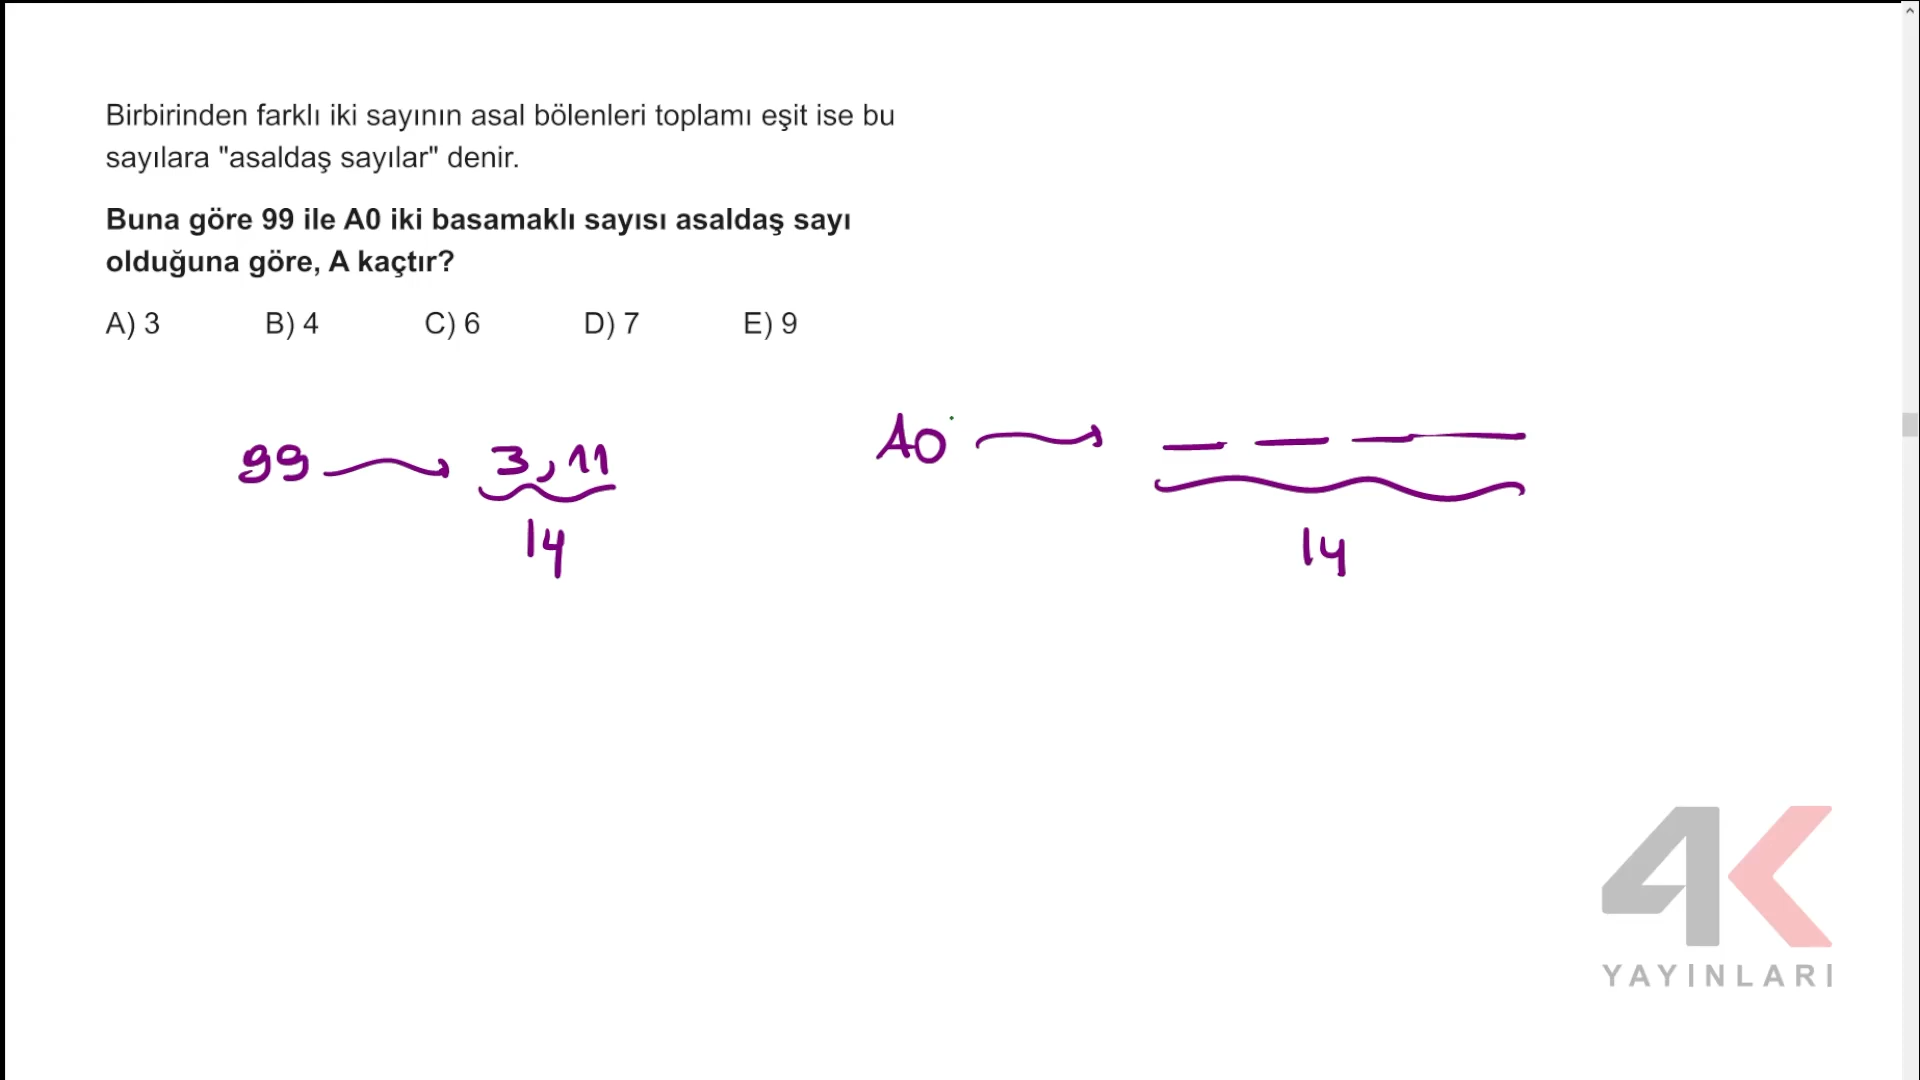 Birbirinden farklı iki sayının asal bölenleri toplamı eşit ise bu
sayılara "asaldaş sayılar" denir.
Buna göre 99 ile A0 iki basamaklı sayısı asaldaş sayı
olduğuna göre, A kaçtır?
A) 3 B) 4 C) 6 D) 7 E) 9
99 3, 11
14
A0
14
4K
YAYINLARI